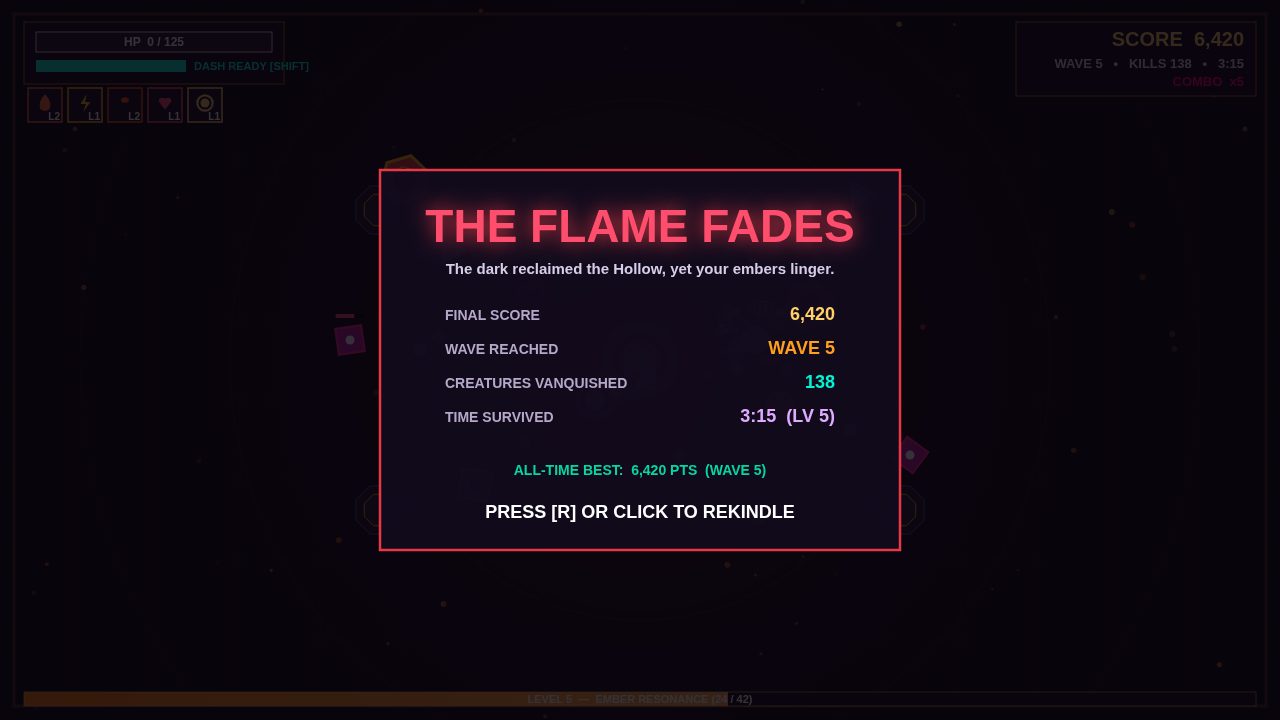 HP 0 / 125
DASH READY [SHIFT]
L2 L1 L2 L1 L1
SCORE 6,420
WAVE 5 • KILLS 138 • 3:15
COMBO x5
THE FLAME FADES
The dark reclaimed the Hollow, yet your embers linger.
FINAL SCORE 6,420
WAVE REACHED WAVE 5
CREATURES VANQUISHED 138
TIME SURVIVED 3:15 (LV 5)
ALL-TIME BEST: 6,420 PTS (WAVE 5)
PRESS [R] OR CLICK TO REKINDLE
LEVEL 5 — EMBER RESONANCE (24 / 42)